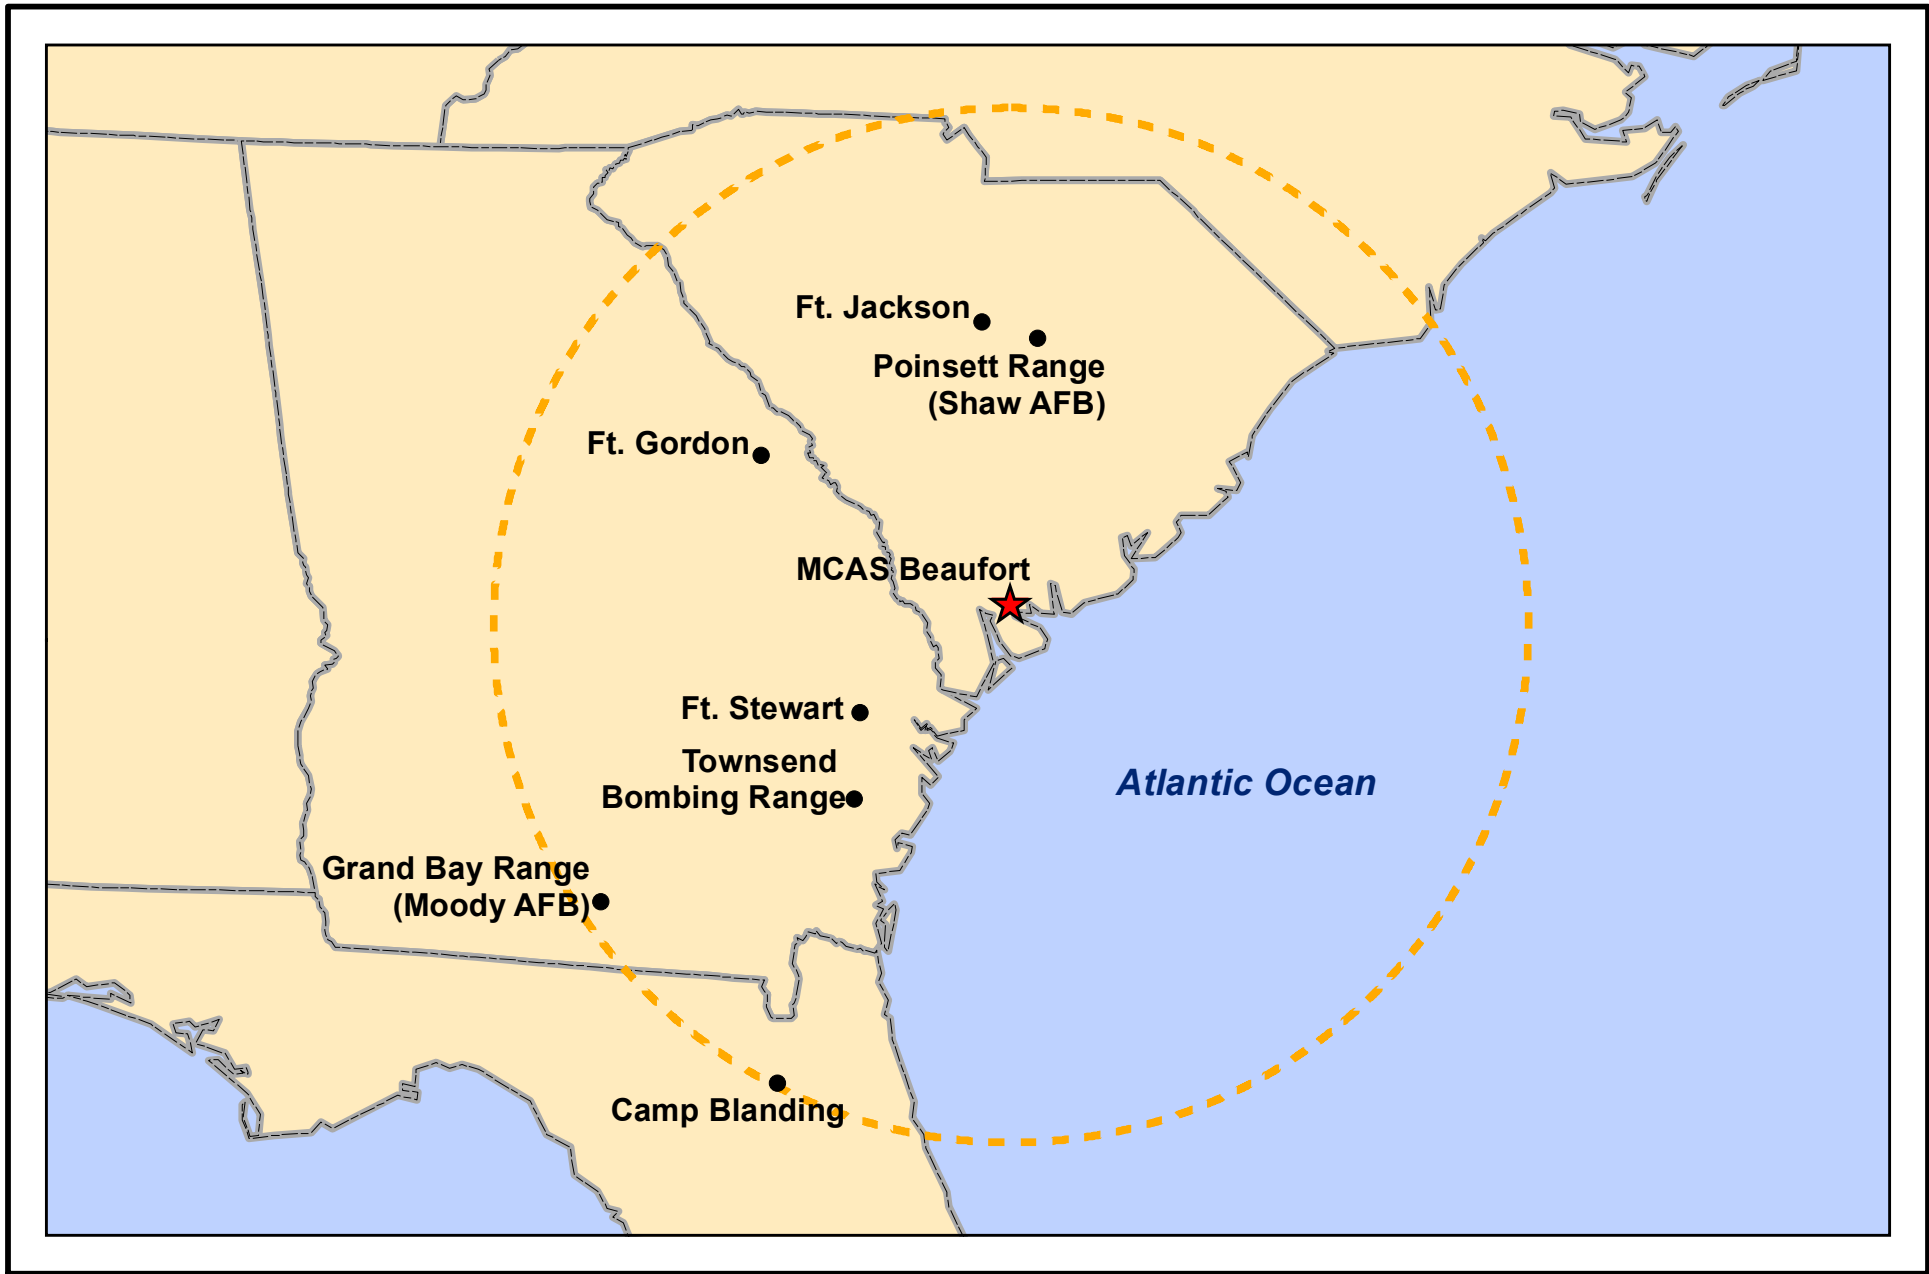 Ft. Jackson
Poinsett Range
(Shaw AFB)
Ft. Gordon
MCAS Beaufort
Ft. Stewart
Townsend
Bombing Range
Atlantic Ocean
Grand Bay Range
(Moody AFB)
Camp Blanding